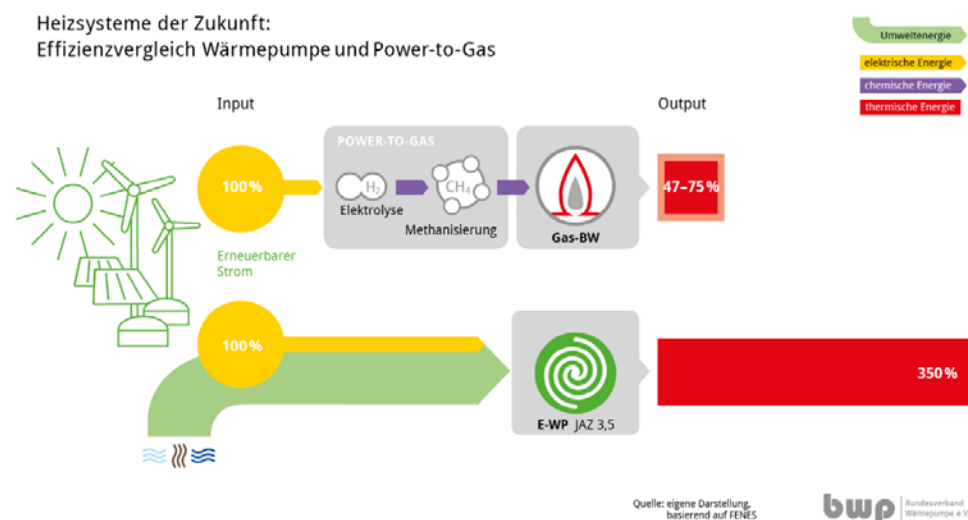 Heizsysteme der Zukunft:
Effizienzvergleich Wärmepumpe und Power-to-Gas
Umweltenergie
elektrische Energie
chemische Energie
thermische Energie
Input
Output
POWER-TO-GAS
100 %
H₂
Elektrolyse
CH₄
Methanisierung
Gas-BW
47–75 %
Erneuerbarer
Strom
100 %
E-WP JAZ 3,5
350 %
Quelle: eigene Darstellung,
basierend auf FENES
bwp
Bundesverband
Wärmepumpe e.V.